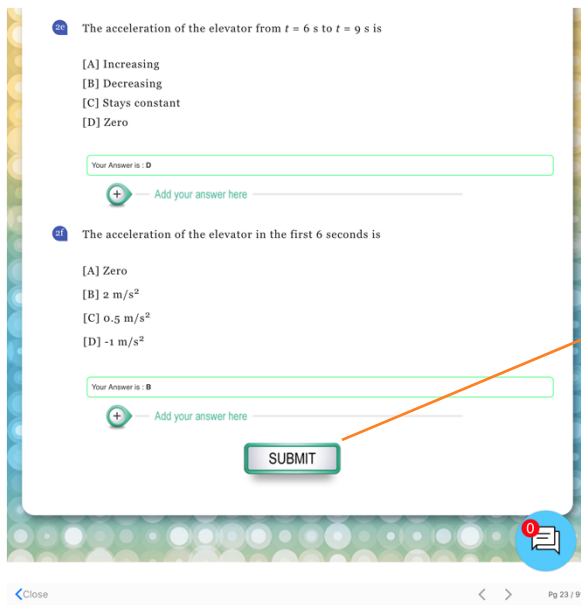 2e The acceleration of the elevator from t = 6 s to t = 9 s is
[A] Increasing
[B] Decreasing
[C] Stays constant
[D] Zero
Your Answer is : D
+ Add your answer here
2f The acceleration of the elevator in the first 6 seconds is
[A] Zero
[B] 2 m/s²
[C] 0.5 m/s²
[D] -1 m/s²
Your Answer is : B
+ Add your answer here
SUBMIT
0
Close
Pg 23 / 9